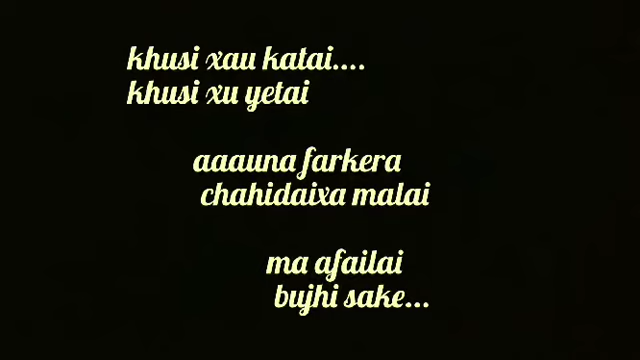 khusi xau katai....
khusi xu yetai
aaauna farkera
chahidaixa malai
ma afailai
bujhi sake...